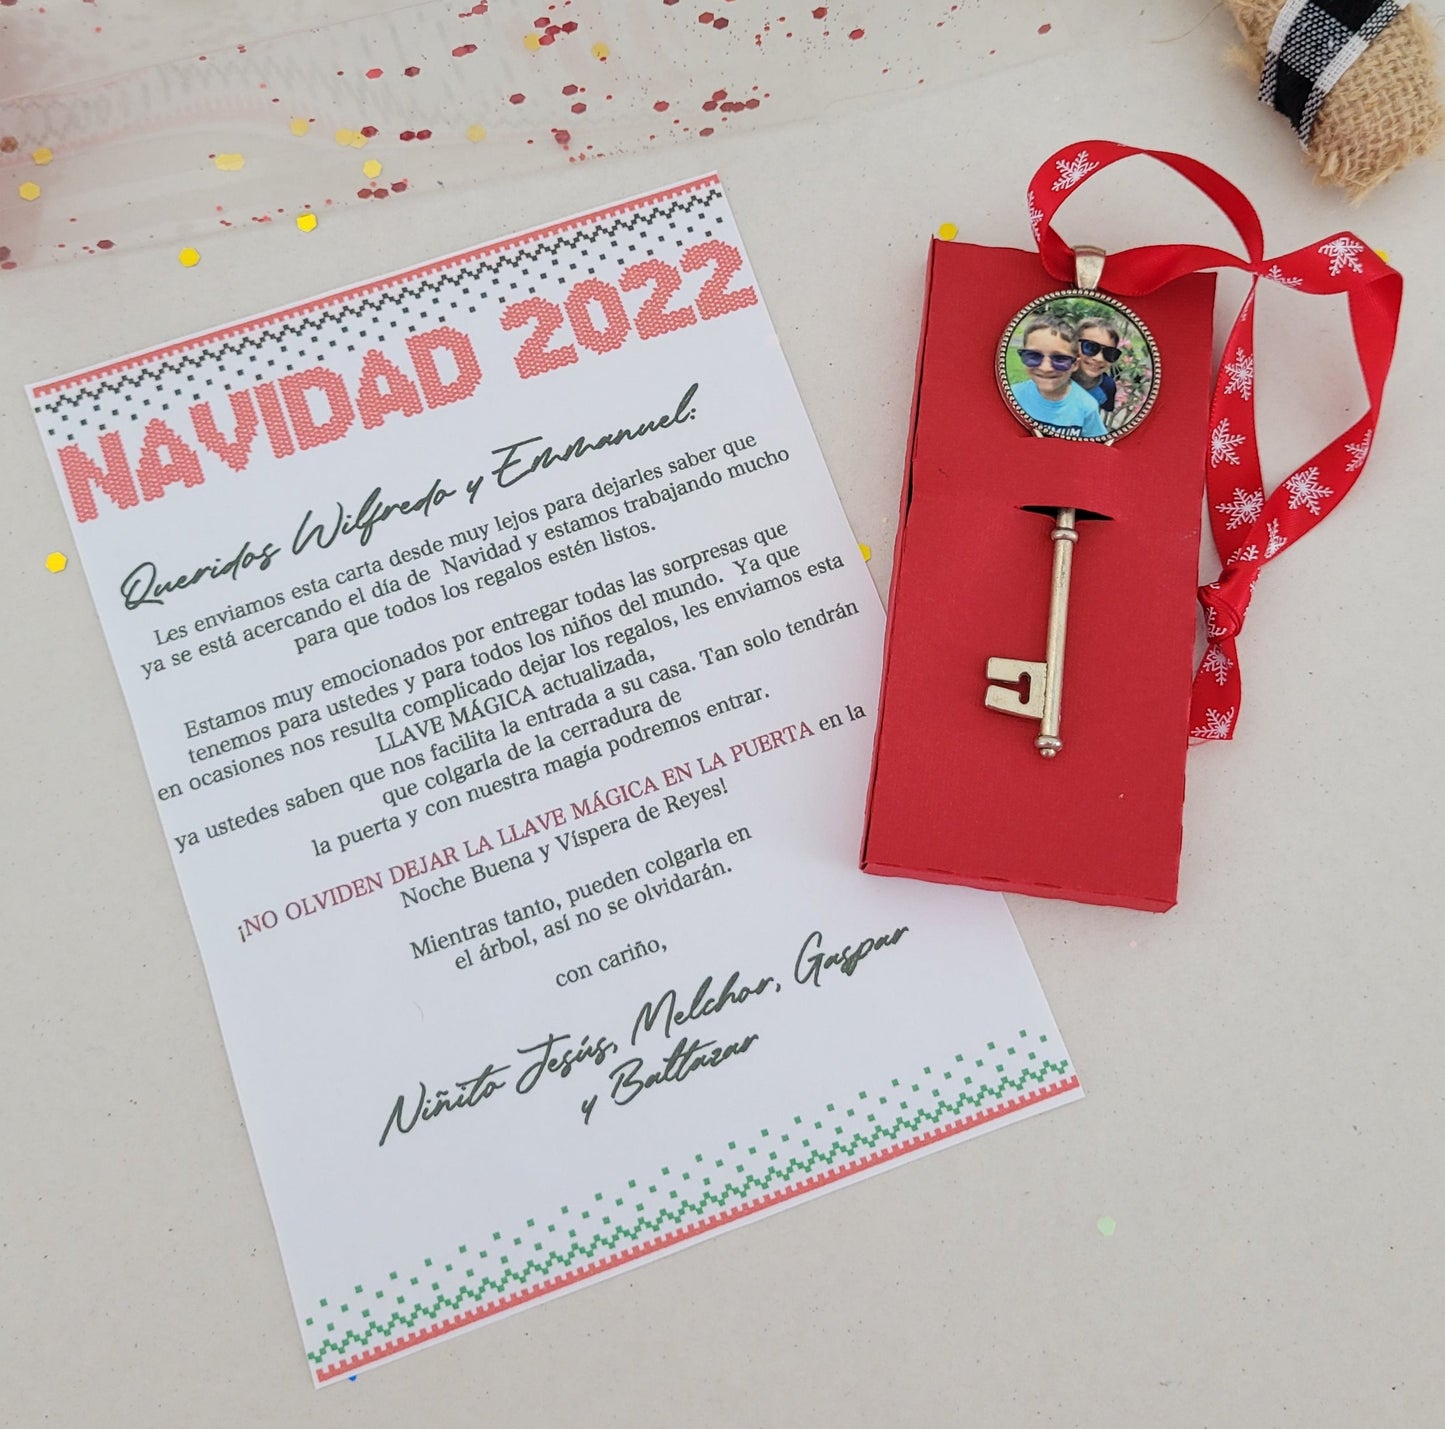 NAVIDAD 2022
Queridos Wilfredo y Emmanuel:
Les enviamos esta carta desde muy lejos para dejarles saber que
ya se está acercando el día de Navidad y estamos trabajando mucho
para que todos los regalos estén listos.
Estamos muy emocionados por entregar todas las sorpresas que
tenemos para ustedes y para todos los niños del mundo. Ya que
en ocasiones nos resulta complicado dejar los regalos, les enviamos esta
LLAVE MÁGICA actualizada,
ya ustedes saben que nos facilita la entrada a su casa. Tan solo tendrán
que colgarla de la cerradura de
la puerta y con nuestra magia podremos entrar.
¡NO OLVIDEN DEJAR LA LLAVE MÁGICA EN LA PUERTA en la
Noche Buena y Víspera de Reyes!
Mientras tanto, pueden colgarla en
el árbol, así no se olvidarán.
con cariño,
Niñito Jesús, Melchor, Gaspar
y Baltazar